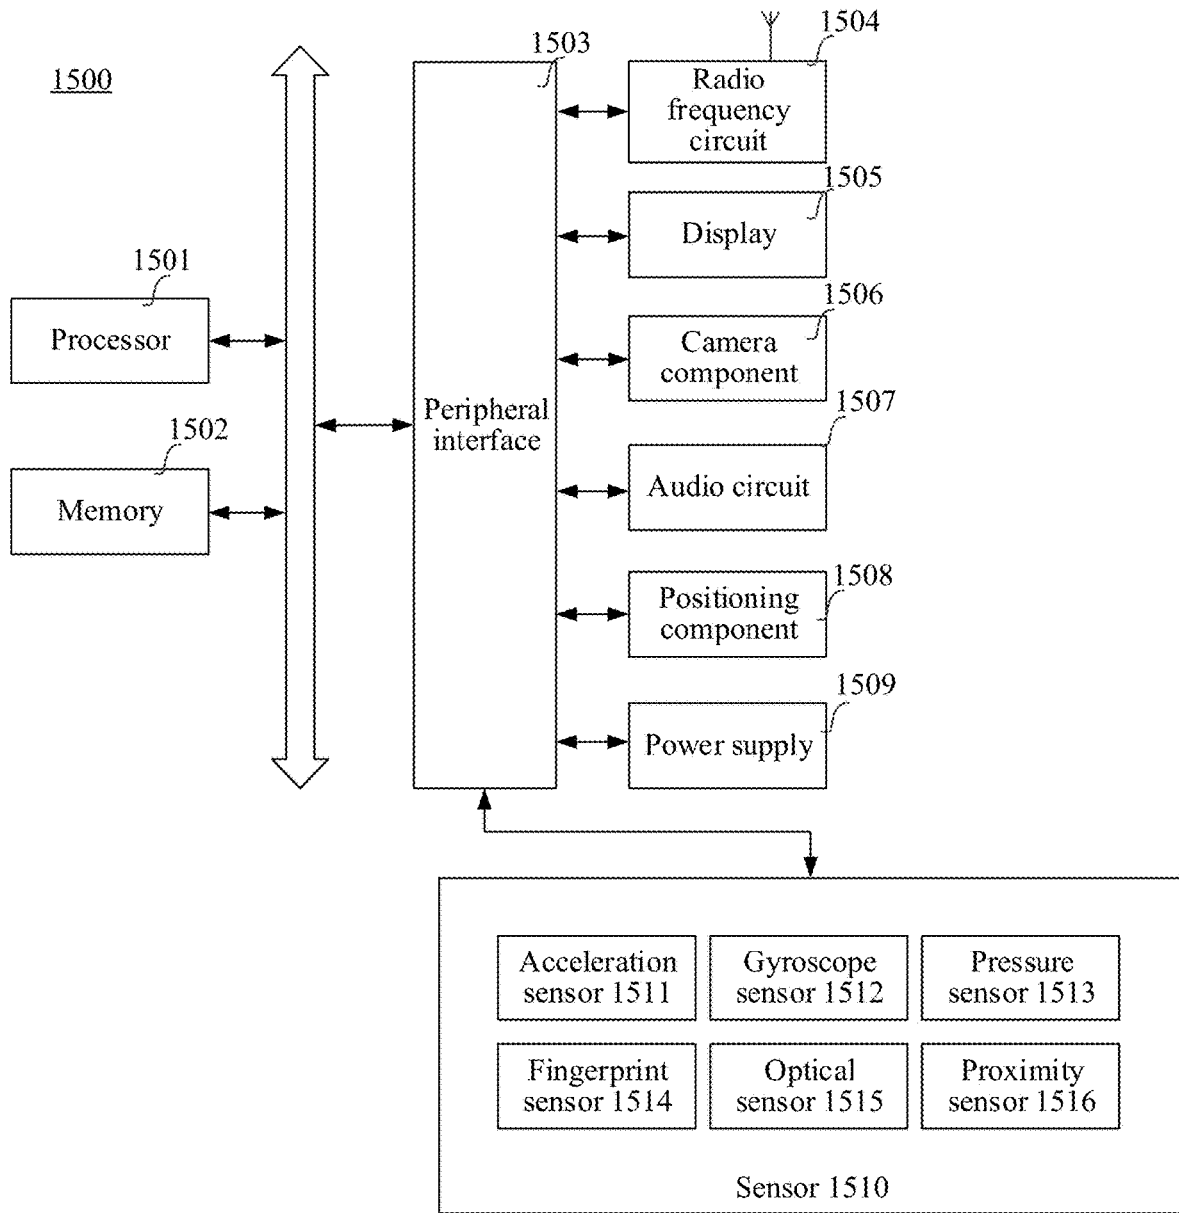 1500
1503
1504
Radio
frequency
circuit
1505
Display
1501
Processor
1506
Camera
component
1502
Memory
Peripheral
interface
1507
Audio circuit
1508
Positioning
component
1509
Power supply
Acceleration
sensor 1511
Gyroscope
sensor 1512
Pressure
sensor 1513
Fingerprint
sensor 1514
Optical
sensor 1515
Proximity
sensor 1516
Sensor 1510